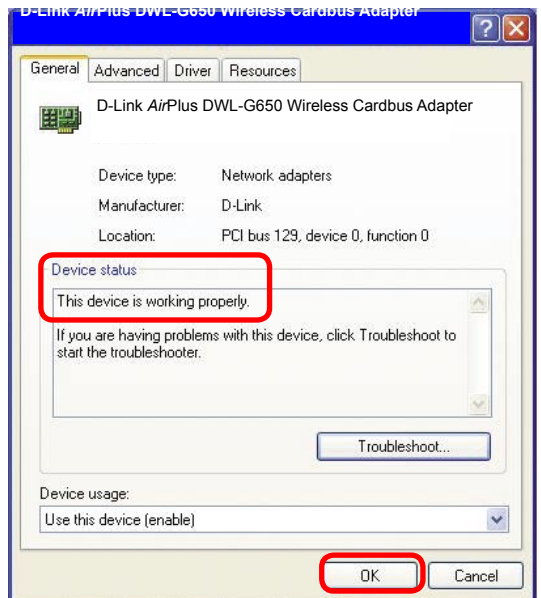 D-Link AirPlus DWL-G650 Wireless Cardbus Adapter
General Advanced Driver Resources
D-Link AirPlus DWL-G650 Wireless Cardbus Adapter
Device type: Network adapters
Manufacturer: D-Link
Location: PCI bus 129, device 0, function 0
Device status
This device is working properly.
If you are having problems with this device, click Troubleshoot to
start the troubleshooter.
Troubleshoot...
Device usage:
Use this device (enable)
OK Cancel